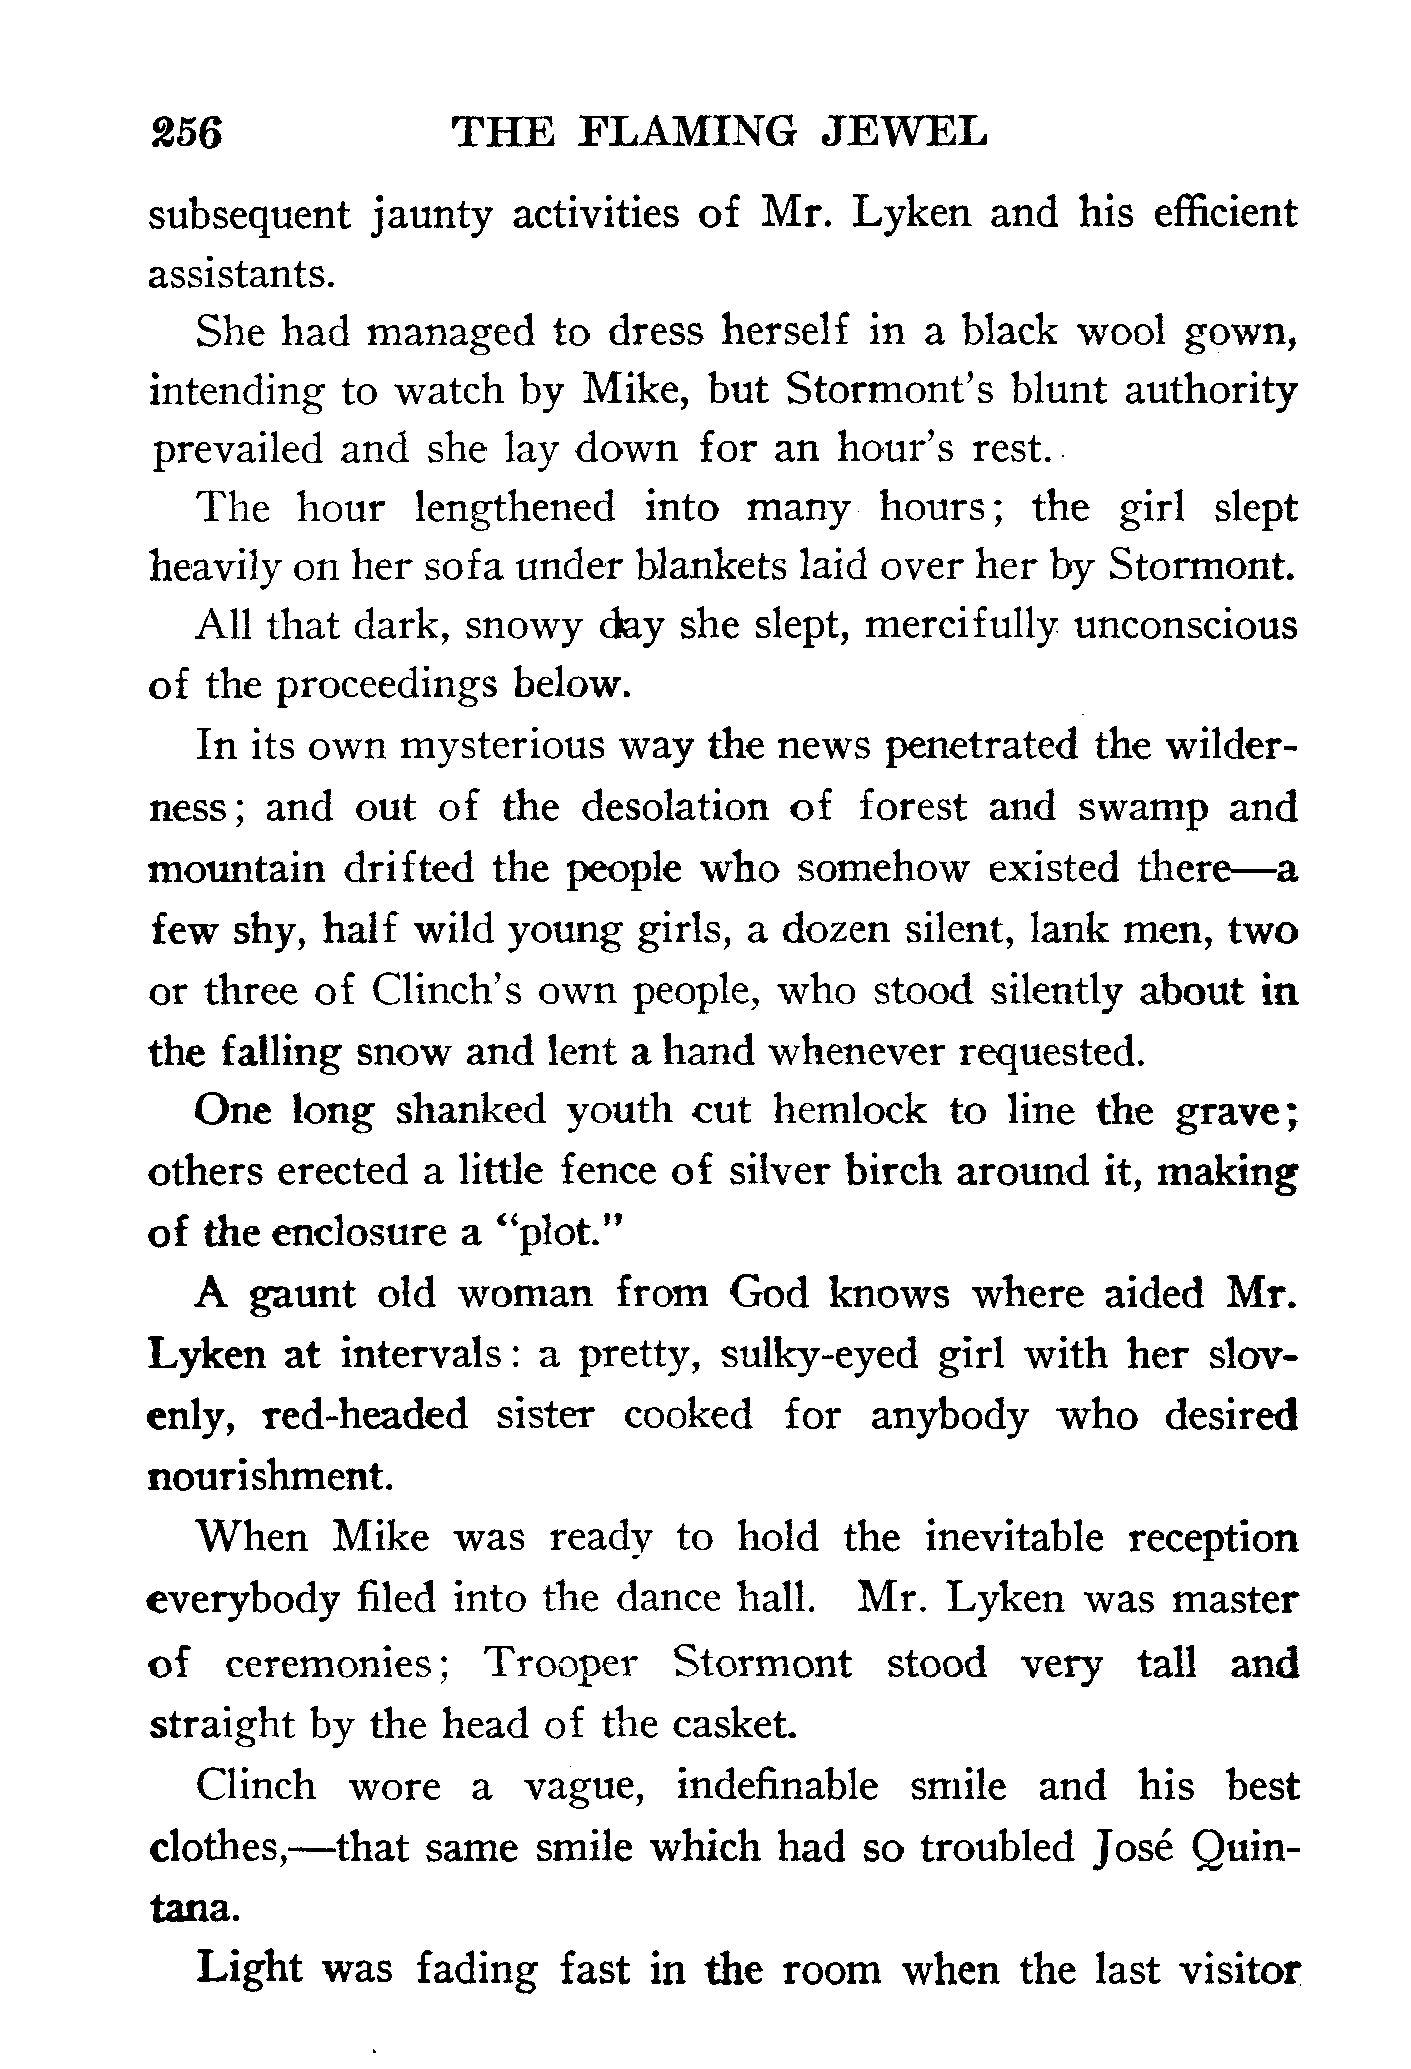 256 THE FLAMING JEWEL
subsequent jaunty activities of Mr. Lyken and his efficient
assistants.
She had managed to dress herself in a black wool gown,
intending to watch by Mike, but Stormont's blunt authority
prevailed and she lay down for an hour's rest.
The hour lengthened into many hours; the girl slept
heavily on her sofa under blankets laid over her by Stormont.
All that dark, snowy day she slept, mercifully unconscious
of the proceedings below.
In its own mysterious way the news penetrated the wilder-
ness; and out of the desolation of forest and swamp and
mountain drifted the people who somehow existed there—a
few shy, half wild young girls, a dozen silent, lank men, two
or three of Clinch's own people, who stood silently about in
the falling snow and lent a hand whenever requested.
One long shanked youth cut hemlock to line the grave;
others erected a little fence of silver birch around it, making
of the enclosure a "plot."
A gaunt old woman from God knows where aided Mr.
Lyken at intervals: a pretty, sulky-eyed girl with her slov-
enly, red-headed sister cooked for anybody who desired
nourishment.
When Mike was ready to hold the inevitable reception
everybody filed into the dance hall. Mr. Lyken was master
of ceremonies; Trooper Stormont stood very tall and
straight by the head of the casket.
Clinch wore a vague, indefinable smile and his best
clothes,—that same smile which had so troubled José Quin-
tana.
Light was fading fast in the room when the last visitor